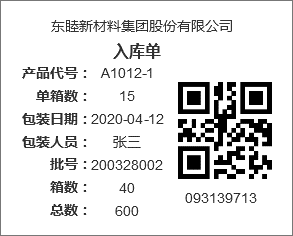 东睦新材料集团股份有限公司
入库单
产品代号： A1012-1
单箱数： 15
包装日期：2020-04-12
包装人员： 张三
批号：200328002
箱数： 40
总数： 600
093139713